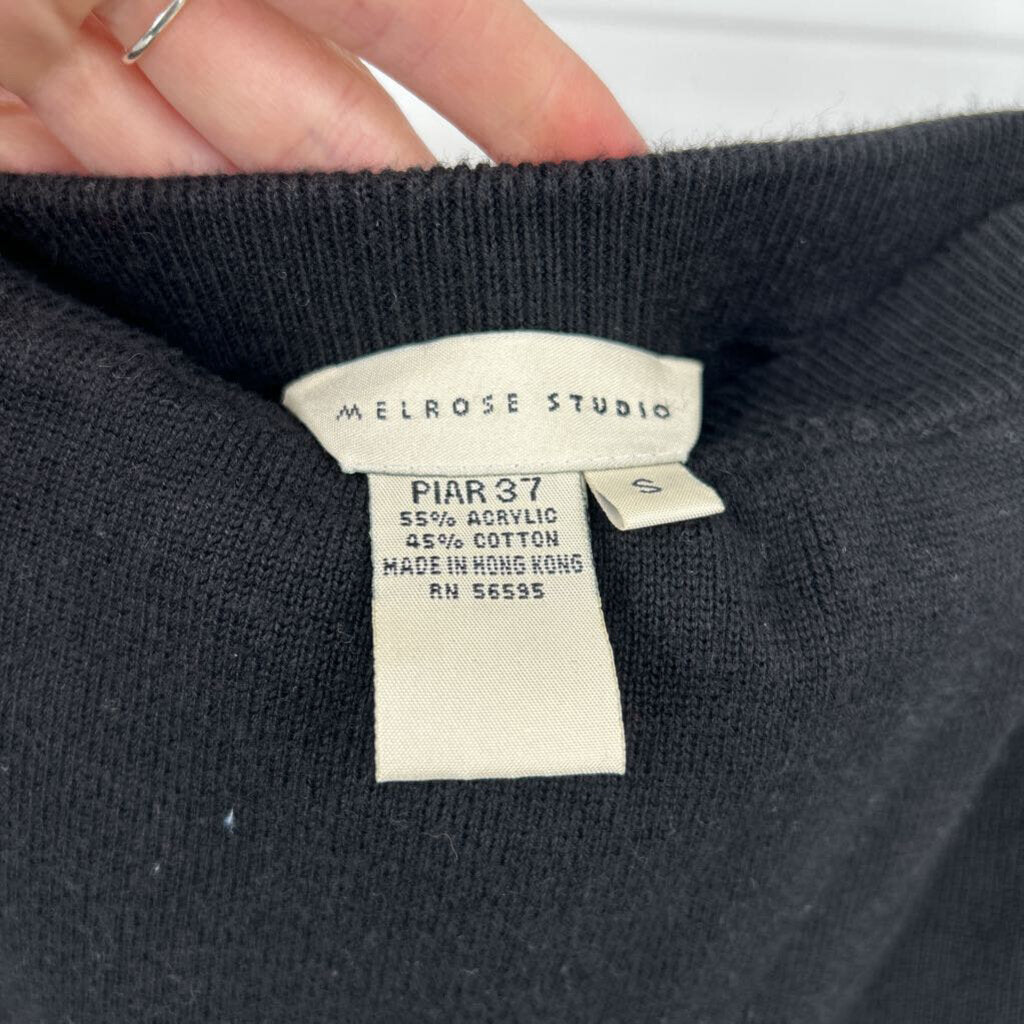 MELROSE STUDIO
PIAR 37
S
55% ACRYLIC
45% COTTON
MADE IN HONG KONG
RN 56595